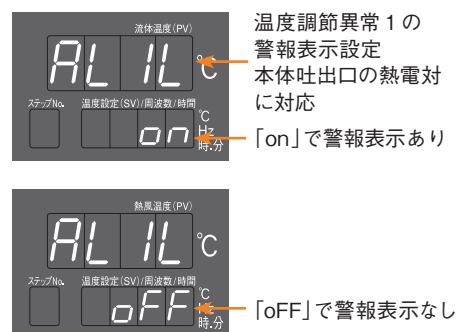 流体温度(PV)
AL 1L ℃
ステップNo. 温度設定(SV)/周波数/時間
on
℃
Hz
時.分
温度調節異常1の
警報表示設定
本体吐出口の熱電対
に対応
「on」で警報表示あり
熱風温度(PV)
AL 1L ℃
ステップNo. 温度設定(SV)/周波数/時間
oFF
℃
Hz
時.分
「oFF」で警報表示なし